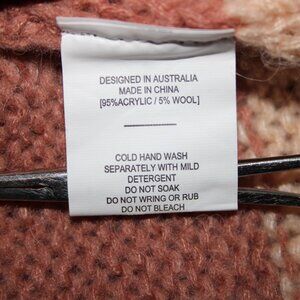 DESIGNED IN AUSTRALIA
MADE IN CHINA
[95%ACRYLIC / 5% WOOL]
COLD HAND WASH
SEPARATELY WITH MILD
DETERGENT
DO NOT SOAK
DO NOT WRING OR RUB
DO NOT BLEACH